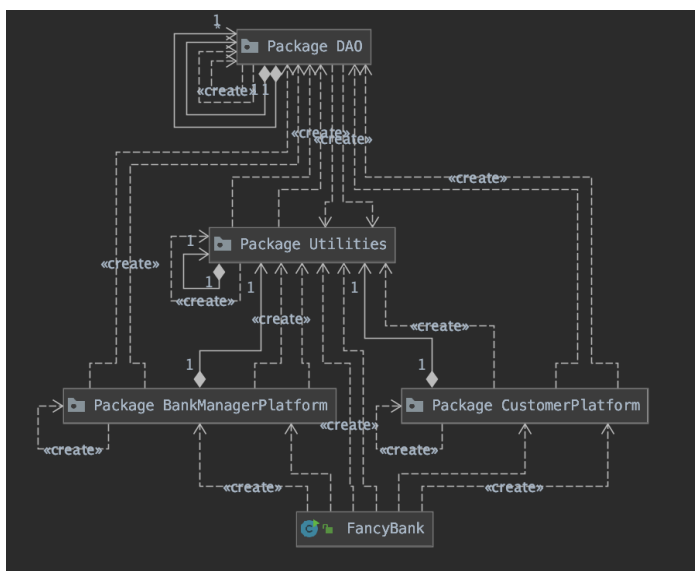 1
Package DAO
«create»
1
1
«create»
«create»
«create»
1
Package Utilities
«create»
1
«create»
1
1
«create»
«create»
1
1
Package BankManagerPlatform
Package CustomerPlatform
«create»
«create»
«create»
«create»
«create»
FancyBank